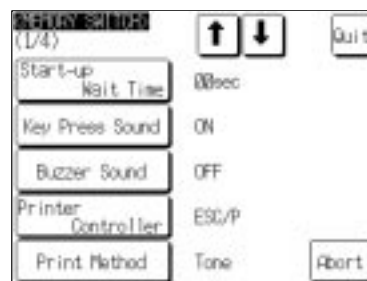 <MEMORY SWITCH>
(1/4)
Quit
Start-up
Wait Time
00sec
Key Press Sound
ON
Buzzer Sound
OFF
Printer
Controller
ESC/P
Print Method
Tone
Abort